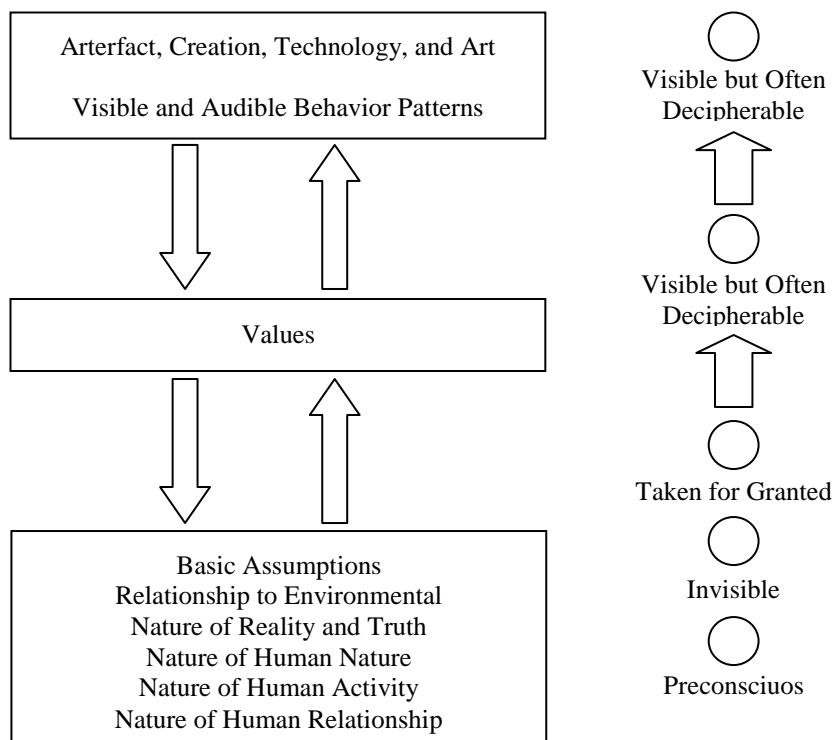 Arterfact, Creation, Technology, and Art
Visible and Audible Behavior Patterns
Visible but Often
Decipherable
Values
Visible but Often
Decipherable
Basic Assumptions
Relationship to Environmental
Nature of Reality and Truth
Nature of Human Nature
Nature of Human Activity
Nature of Human Relationship
Taken for Granted
Invisible
Preconsciuos